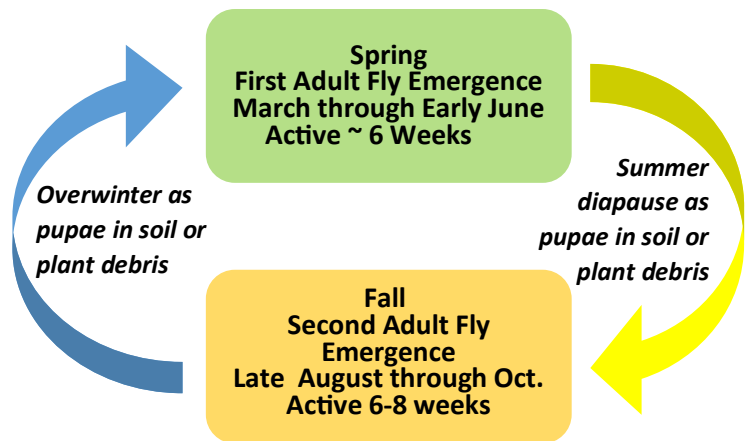 Spring
First Adult Fly Emergence
March through Early June
Active ~ 6 Weeks
Overwinter as
pupae in soil or
plant debris
Summer
diapause as
pupae in soil or
plant debris
Fall
Second Adult Fly
Emergence
Late August through Oct.
Active 6-8 weeks